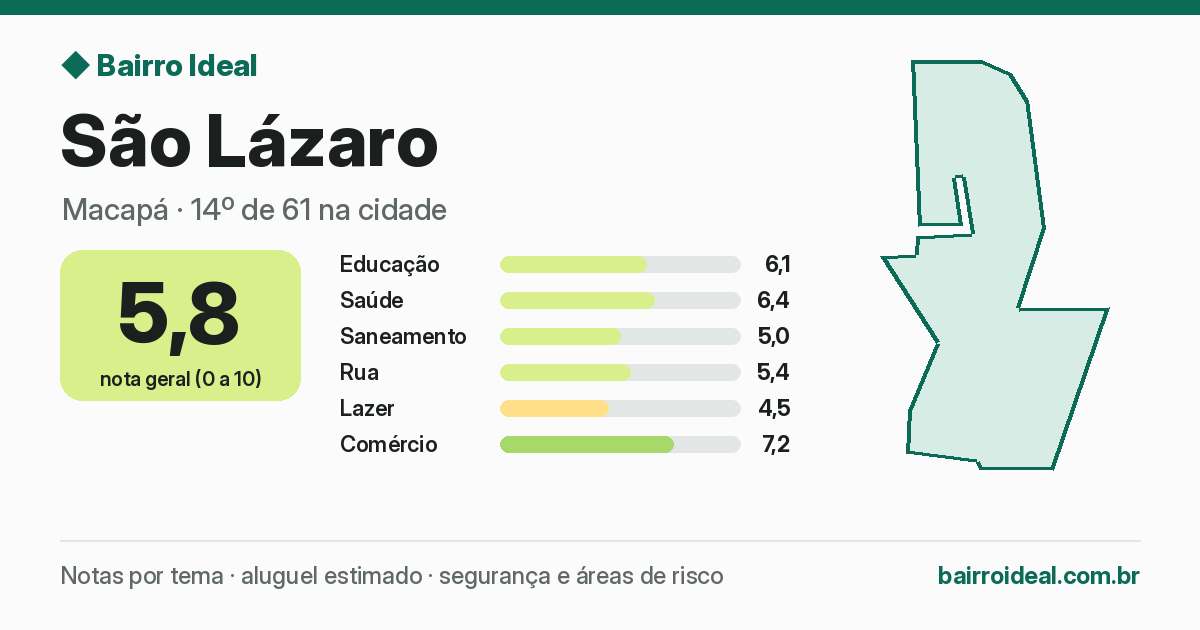 Bairro Ideal
São Lázaro
Macapá · 14º de 61 na cidade
5,8
nota geral (0 a 10)
Educação 6,1
Saúde 6,4
Saneamento 5,0
Rua 5,4
Lazer 4,5
Comércio 7,2
Notas por tema · aluguel estimado · segurança e áreas de risco
bairroideal.com.br